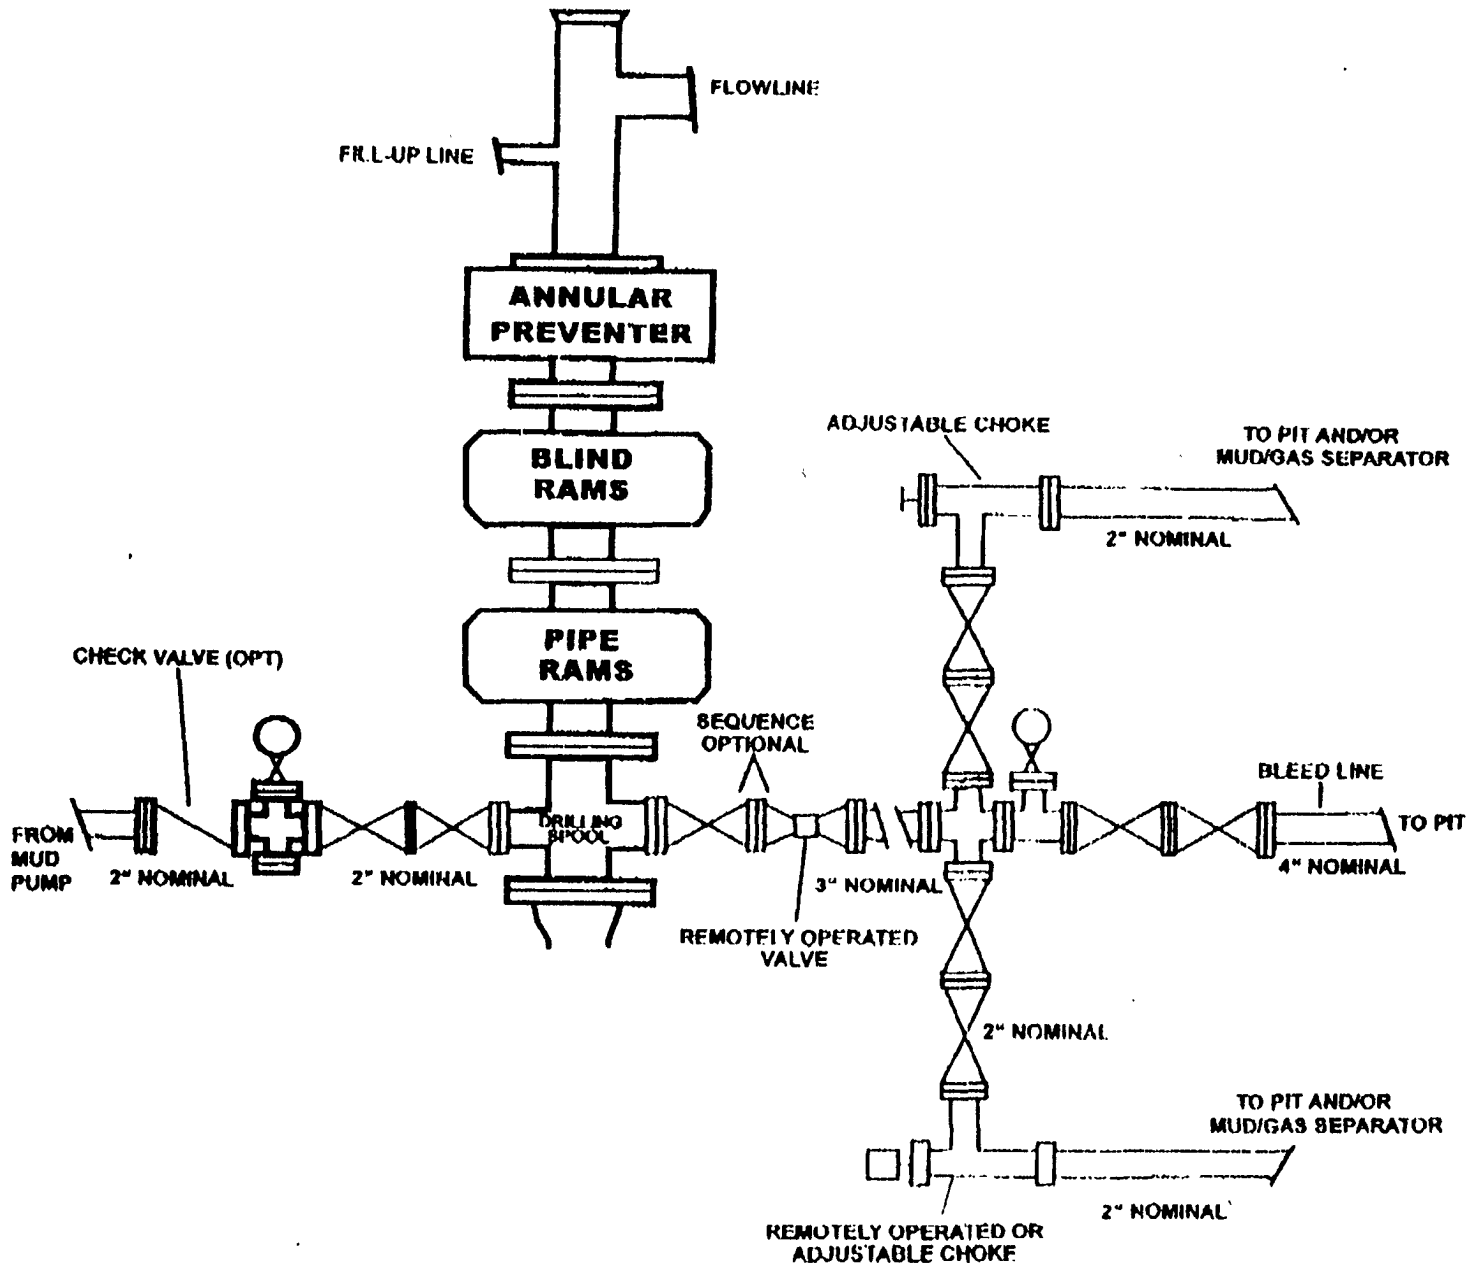 FLOWLINE
FILL-UP LINE
ANNULAR
PREVENTER
ADJUSTABLE CHOKE
TO PIT AND/OR
MUD/GAS SEPARATOR
BLIND
RAMS
2" NOMINAL
PIPE
RAMS
CHECK VALVE (OPT)
SEQUENCE
OPTIONAL
BLEED LINE
DRILLING
SPOOL
TO PIT
FROM
MUD
PUMP
2" NOMINAL
2" NOMINAL
3" NOMINAL
4" NOMINAL
REMOTELY OPERATED
VALVE
2" NOMINAL
TO PIT AND/OR
MUD/GAS SEPARATOR
2" NOMINAL
REMOTELY OPERATED OR
ADJUSTABLE CHOKE